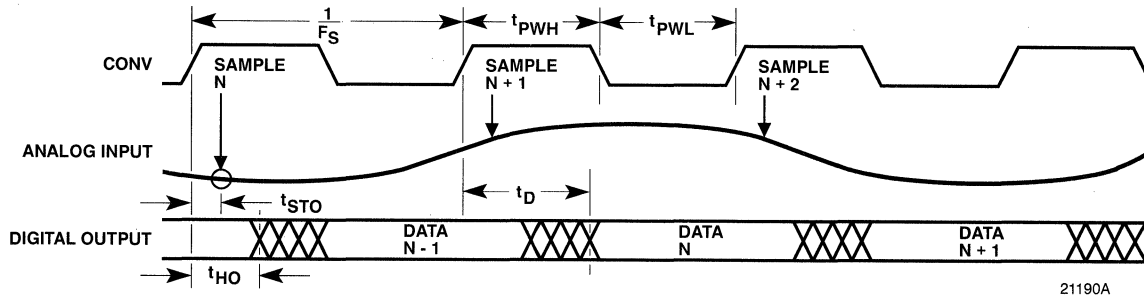 1
F_S
t_PWH
t_PWL
CONV
SAMPLE
N
SAMPLE
N + 1
SAMPLE
N + 2
ANALOG INPUT
t_STO
t_D
DIGITAL OUTPUT
DATA
N - 1
DATA
N
DATA
N + 1
t_HO
21190A